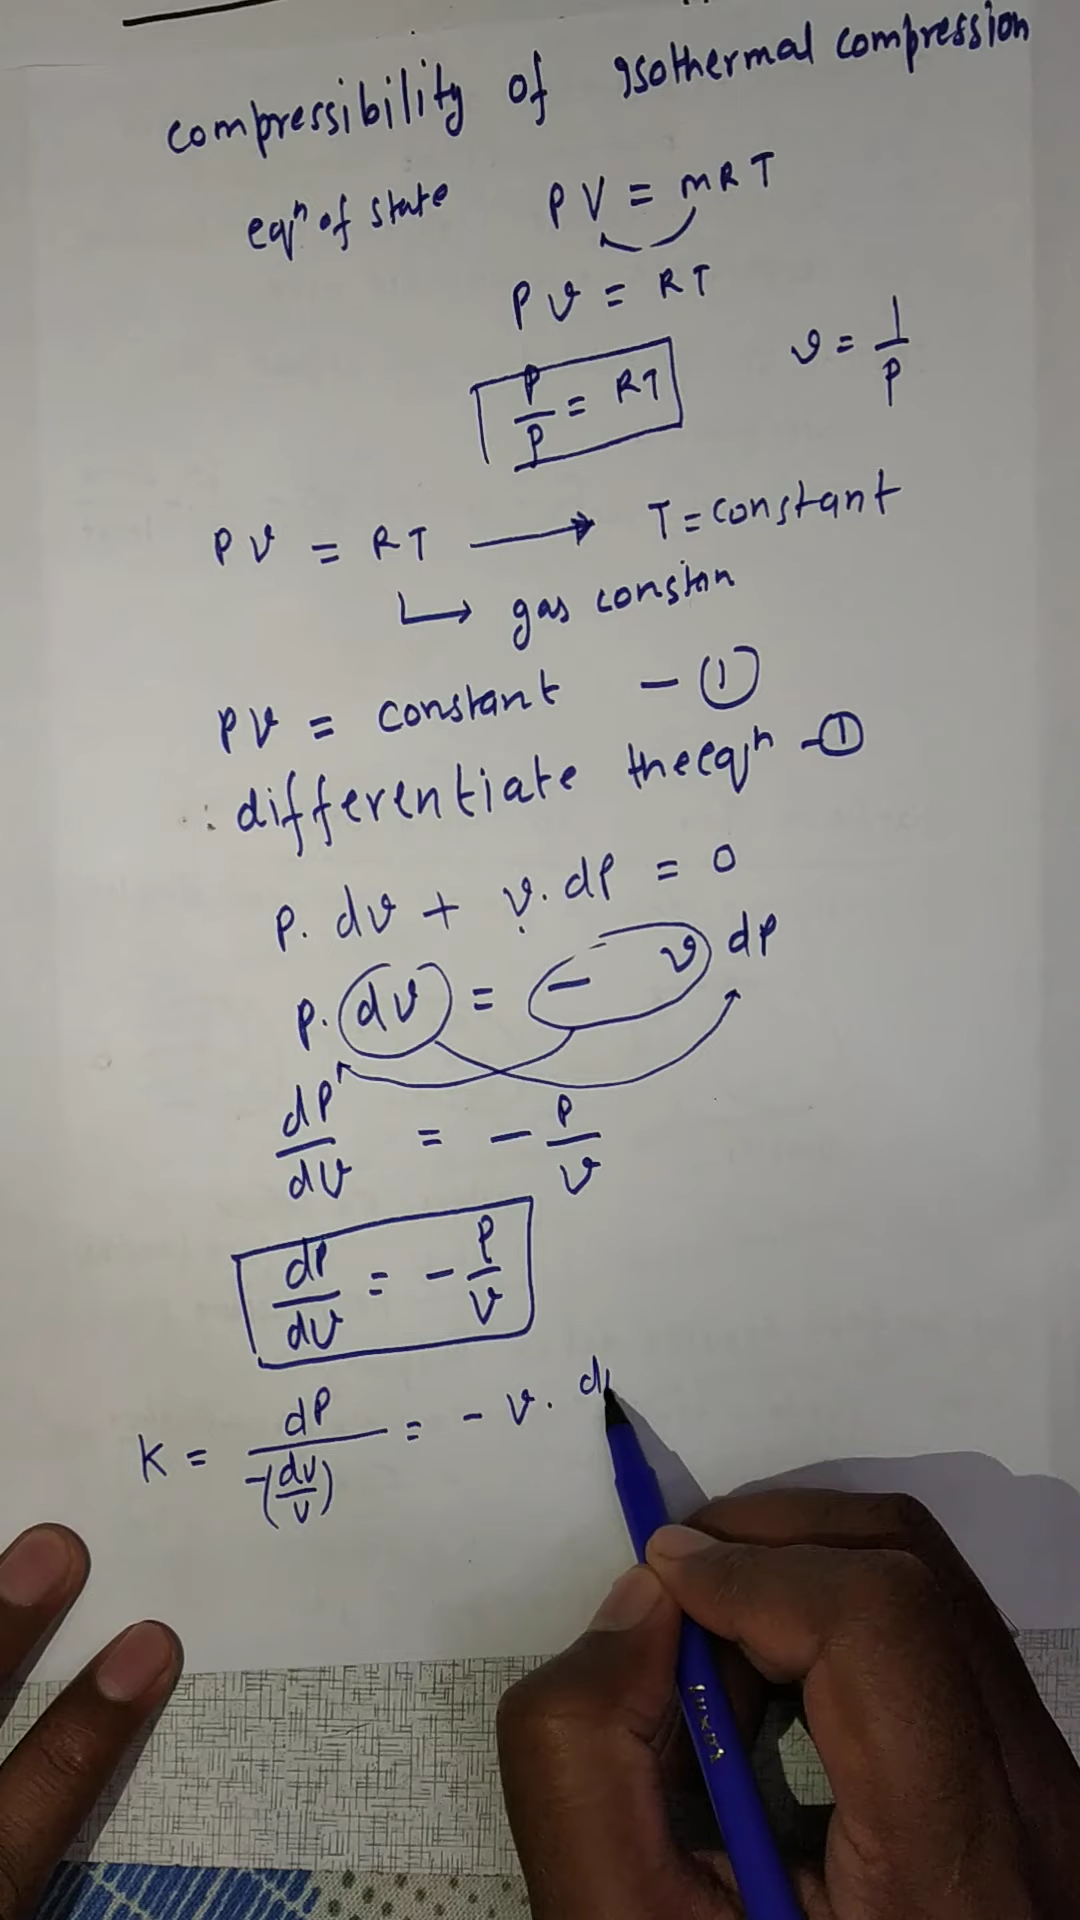 compressibility of Isothermal compression
eqn of state PV = mRT
Pv = RT
v = 1/ρ
P/ρ = RT
Pv = RT → T = constant
↳ gas constan
Pv = constant - ①
: differentiate the eqn - ①
P. dv + v. dP = 0
P. dv = - v dP
dP/dv = - P/v
dP/dv = - P/v
K = dP/-(dv/v) = - v. d